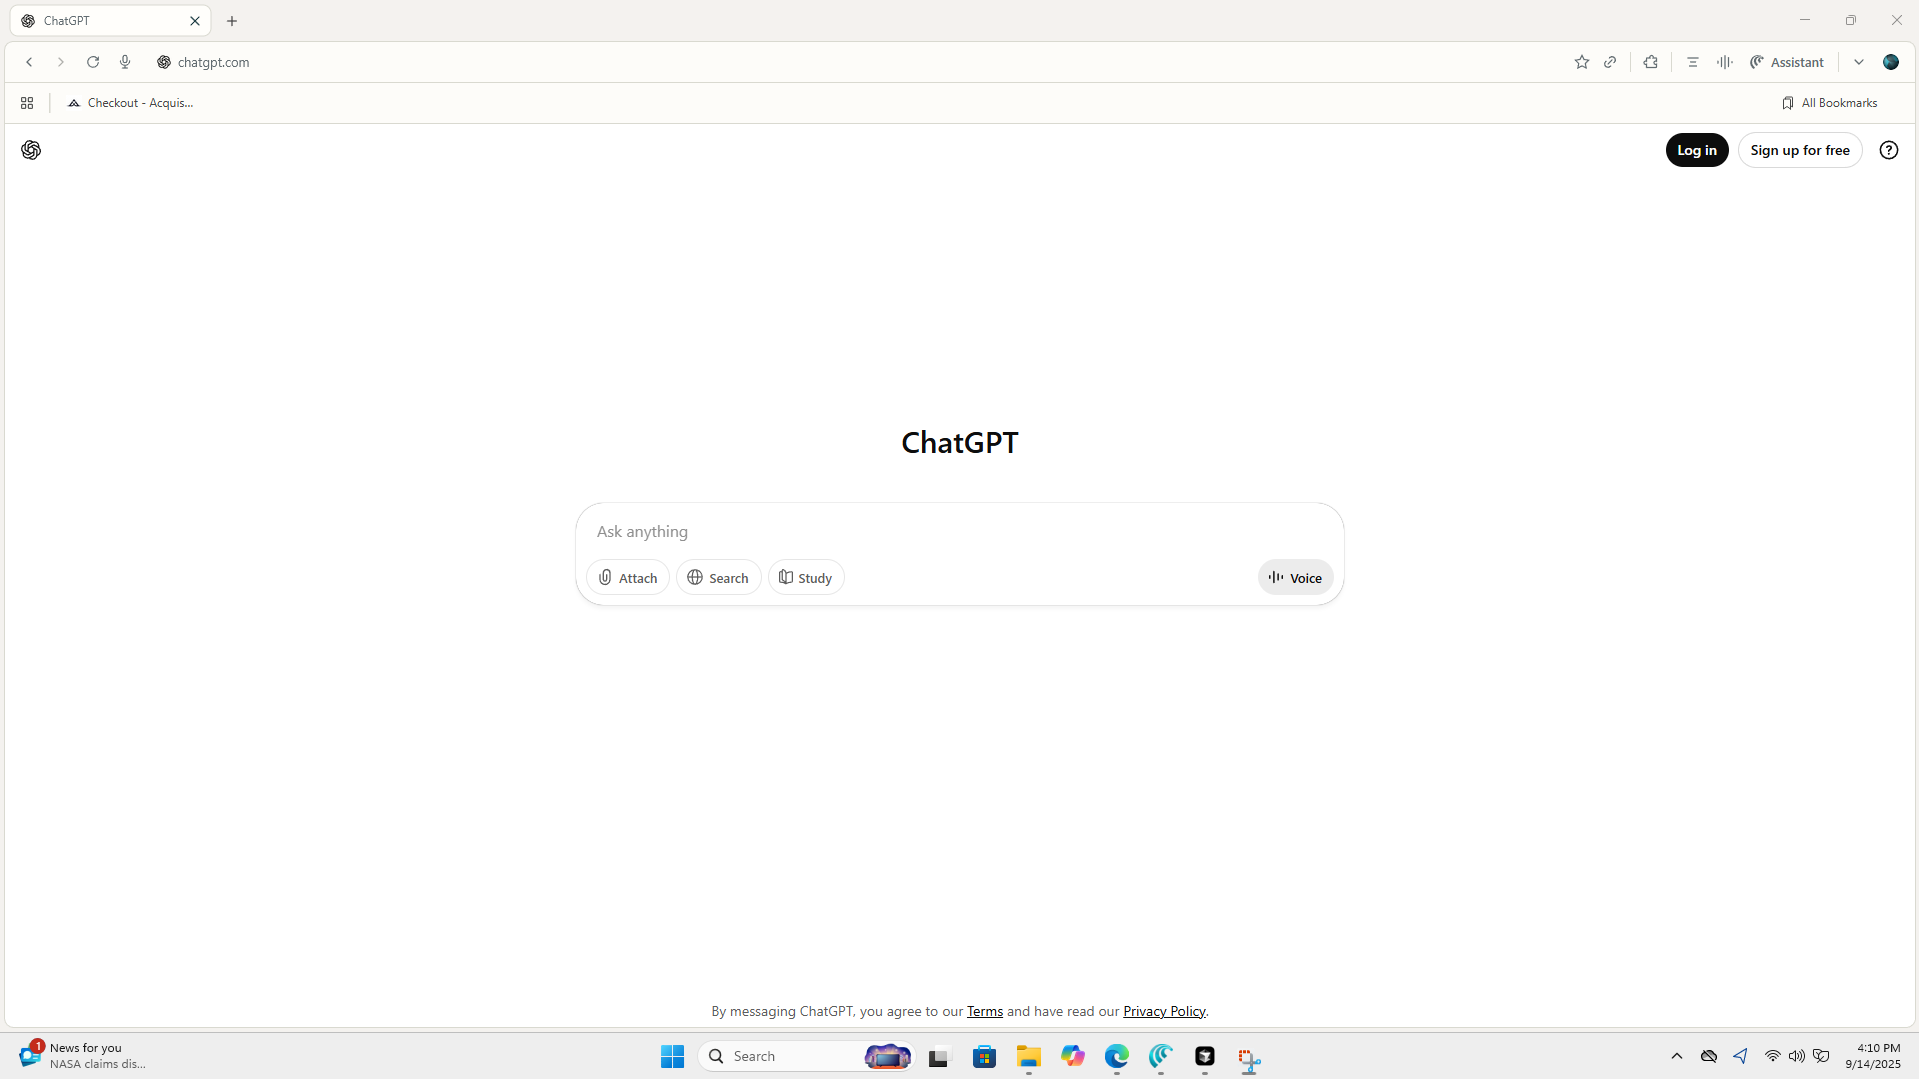 ChatGPT
chatgpt.com
Assistant
Checkout - Acquis...
All Bookmarks
Log in
Sign up for free
ChatGPT
Ask anything
Attach
Search
Study
Voice
By messaging ChatGPT, you agree to our Terms and have read our Privacy Policy.
1
News for you
NASA claims dis...
Search
4:10 PM
9/14/2025